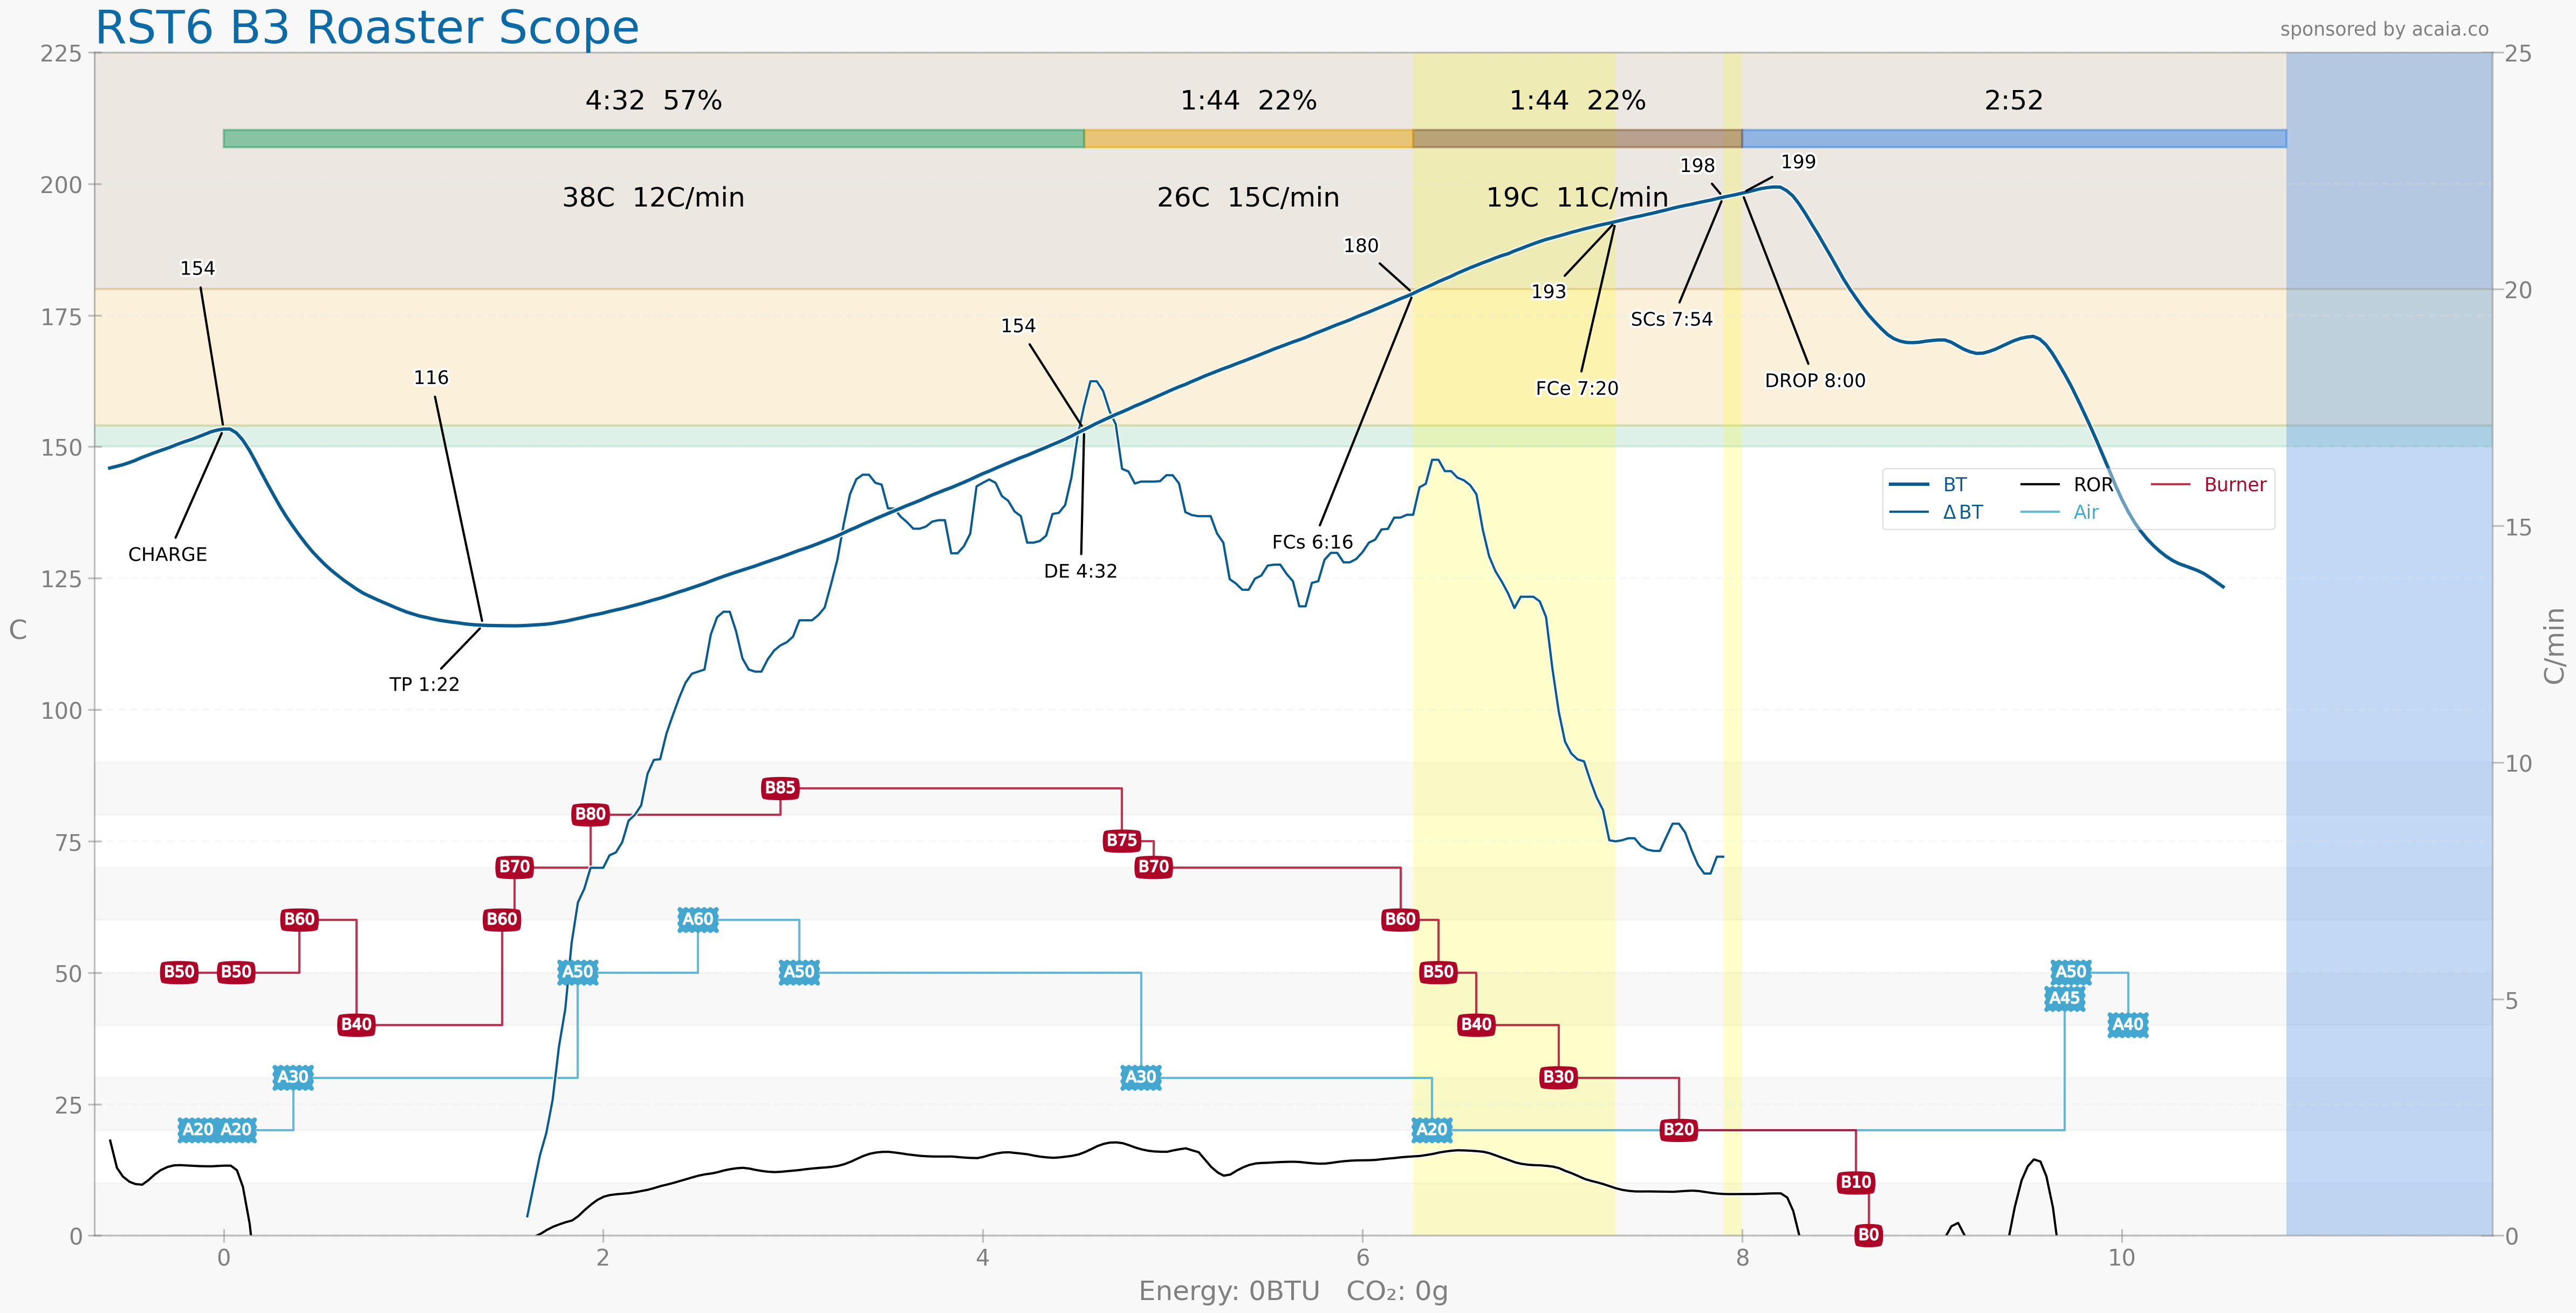 RST6 B3 Roaster Scope
sponsored by acaia.co
225
25
4:32 57%
1:44 22%
1:44 22%
2:52
200
38C 12C/min
26C 15C/min
19C 11C/min
198
199
180
154
193
20
175
SCs 7:54
154
116
DROP 8:00
FCe 7:20
150
BT
ROR
Burner
ΔBT
Air
15
CHARGE
FCs 6:16
DE 4:32
125
C
C/min
TP 1:22
100
10
B85
B80
75
B75
B70
B70
B60
B60
A60
B60
50
B50
B50
A50
A50
B50
A50
A45
5
B40
B40
A40
A30
A30
B30
25
A20
A20
A20
B20
B10
0
B0
0
0
2
4
6
8
10
Energy: 0BTU CO₂: 0g